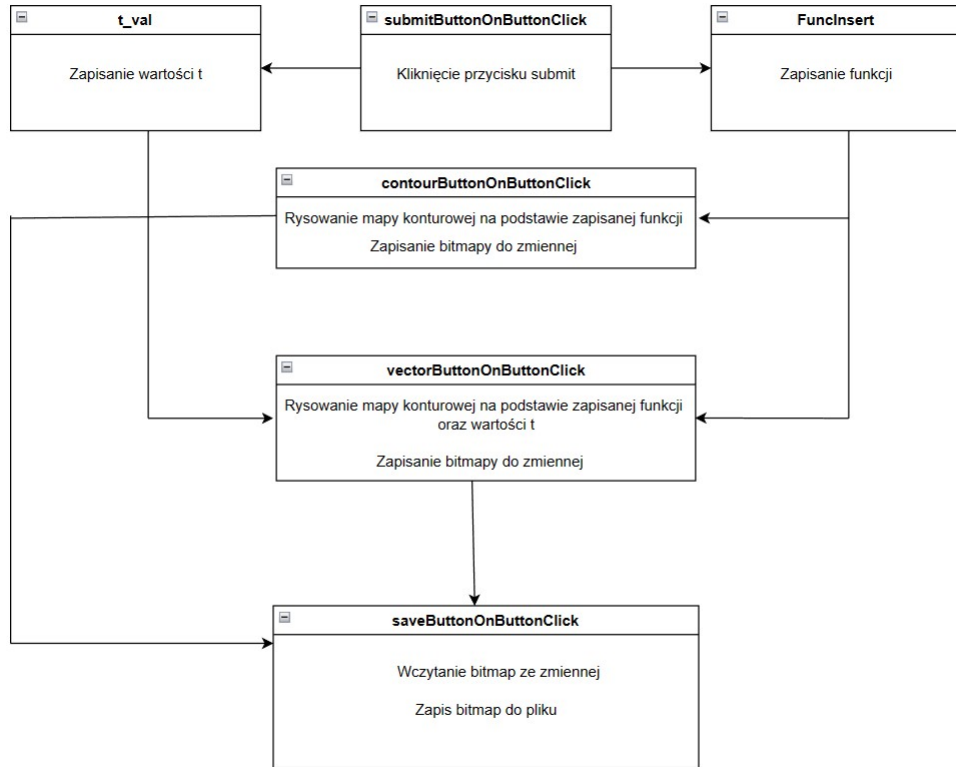 t_val
Zapisanie wartości t
submitButtonOnButtonClick
Kliknięcie przycisku submit
FuncInsert
Zapisanie funkcji
contourButtonOnButtonClick
Rysowanie mapy konturowej na podstawie zapisanej funkcji
Zapisanie bitmapy do zmiennej
vectorButtonOnButtonClick
Rysowanie mapy konturowej na podstawie zapisanej funkcji
oraz wartości t
Zapisanie bitmapy do zmiennej
saveButtonOnButtonClick
Wczytanie bitmap ze zmiennej
Zapis bitmap do pliku